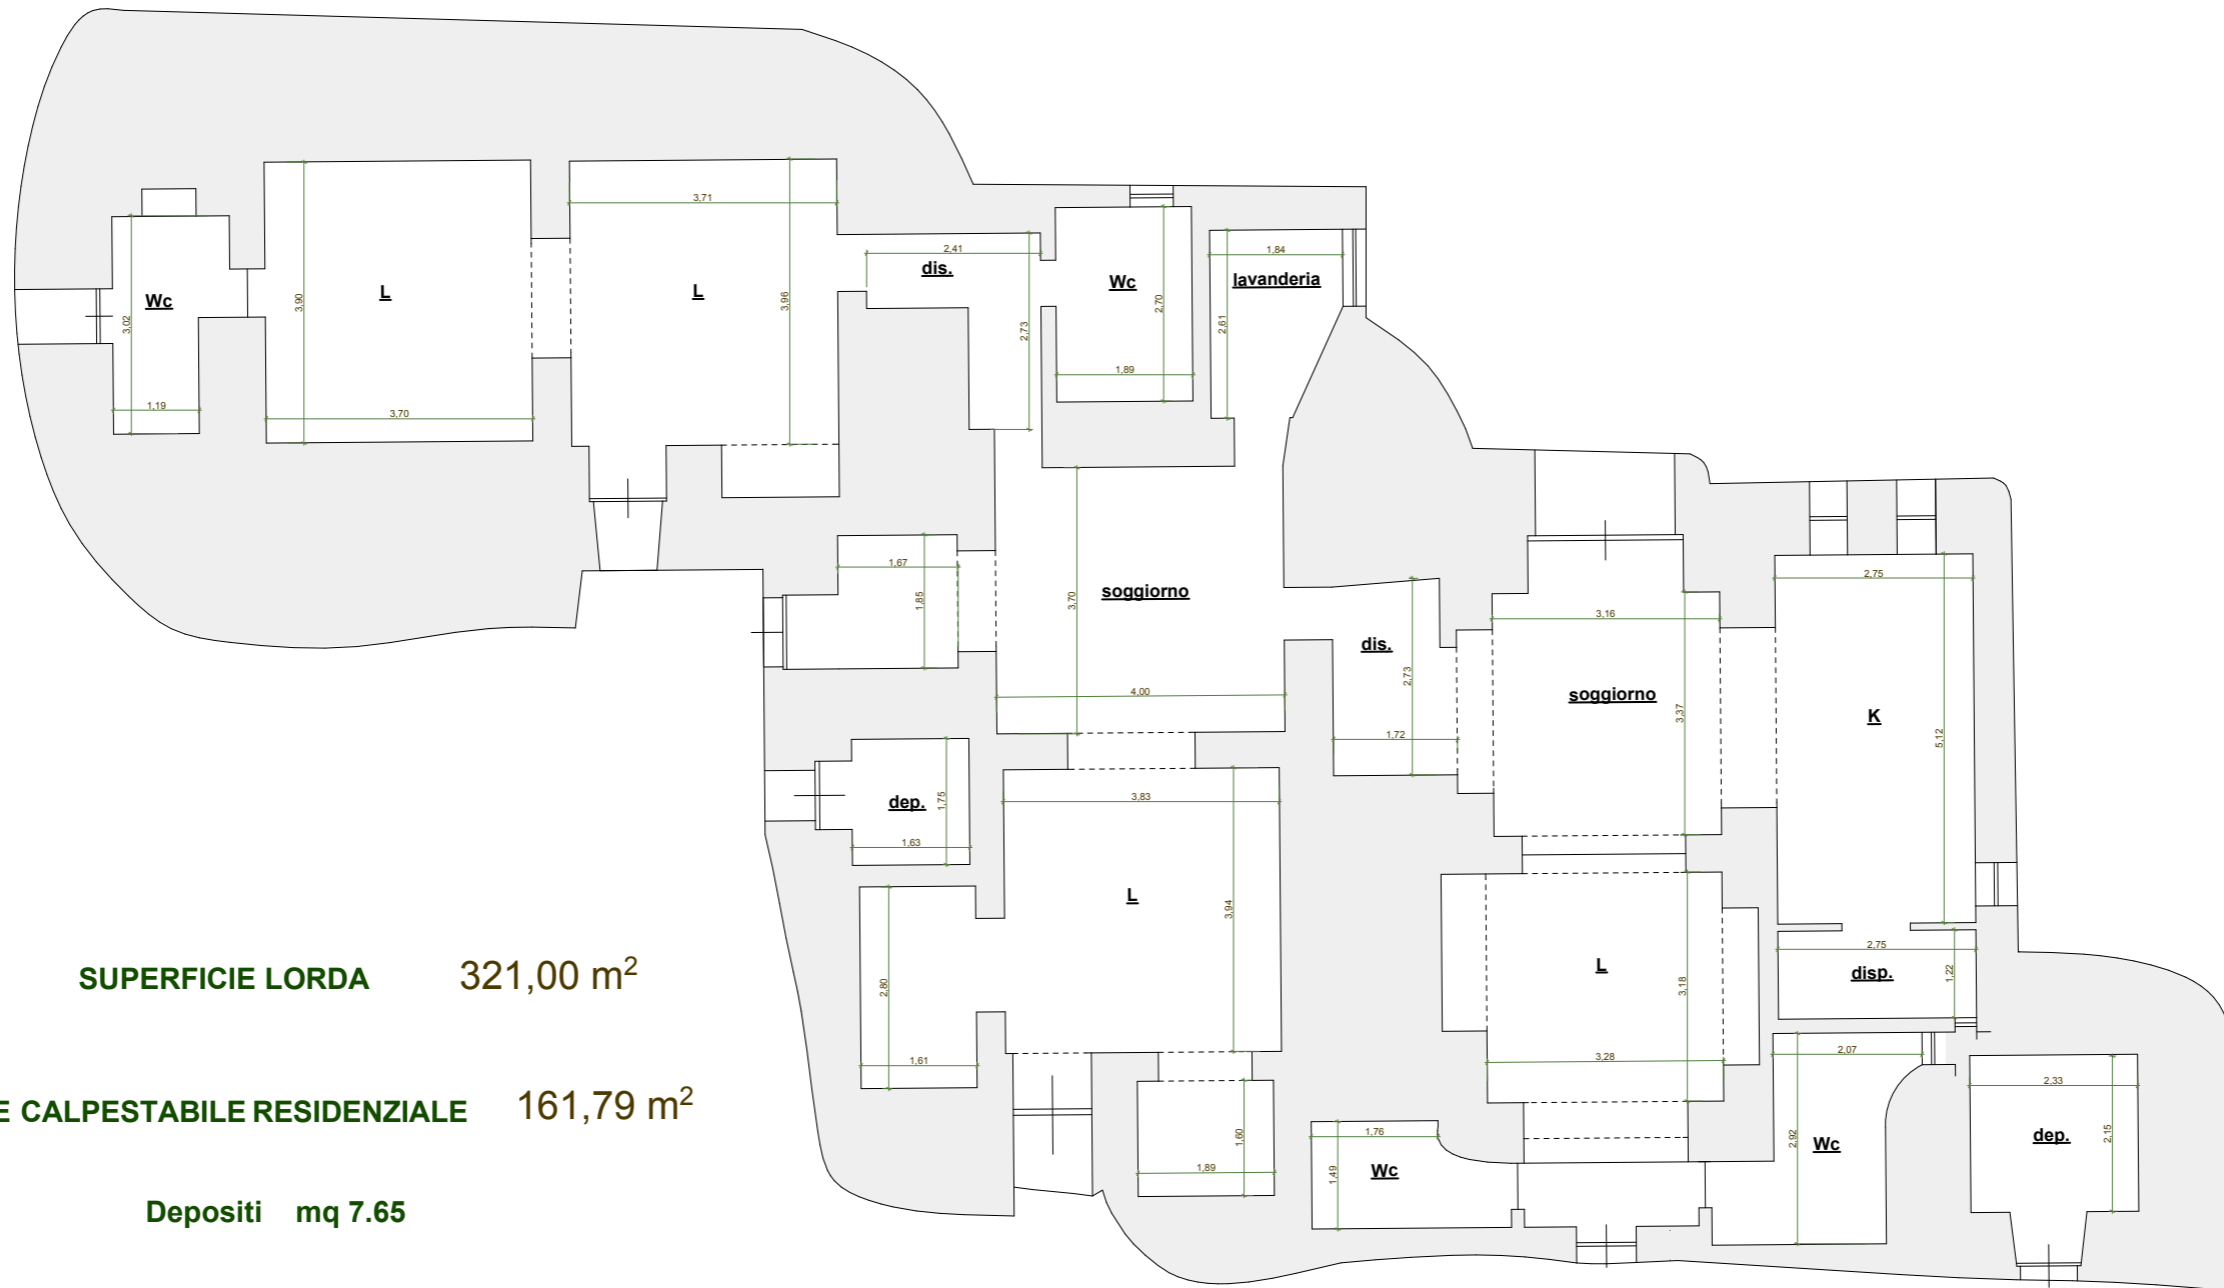 3,71
2,41
dis.
1,84
lavanderia
Wc
2,70
2,61
Wc
3,02
L
3,90
L
3,96
2,73
1,89
1,19
3,70
1,67
1,85
soggiorno
3,70
2,75
3,16
dis.
2,73
soggiorno
3,37
K
5,12
4,00
1,72
dep.
1,75
1,63
3,83
L
3,94
2,75
disp.
1,22
L
3,18
SUPERFICIE LORDA 321,00 m²
2,80
1,61
3,28
2,07
2,33
E CALPESTABILE RESIDENZIALE 161,79 m²
1,60
1,89
1,76
Wc
1,49
Wc
2,92
dep.
2,15
Depositi mq 7.65